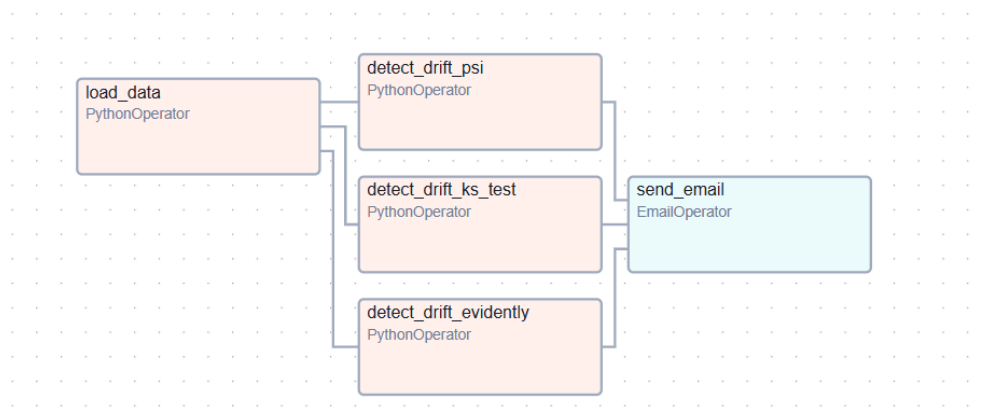 load_data
PythonOperator
detect_drift_psi
PythonOperator
detect_drift_ks_test
PythonOperator
detect_drift_evidently
PythonOperator
send_email
EmailOperator